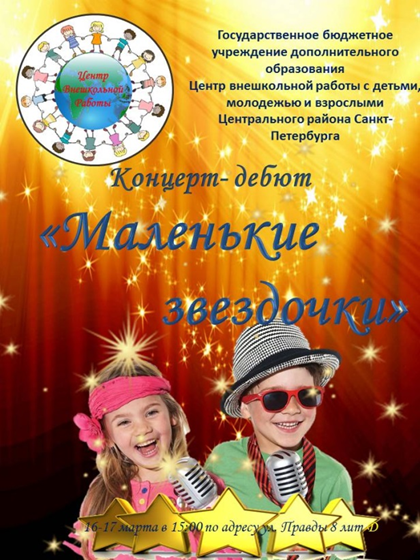 Центр
Внешкольной
Работы
Государственное бюджетное
учреждение дополнительного
образования
Центр внешкольной работы с детьми,
молодежью и взрослыми
Центрального района Санкт-
Петербурга
Концерт- дебют
«Маленькие
звездочки»
16-17 марта в 15:00 по адресу ул. Правды 8 лит Д